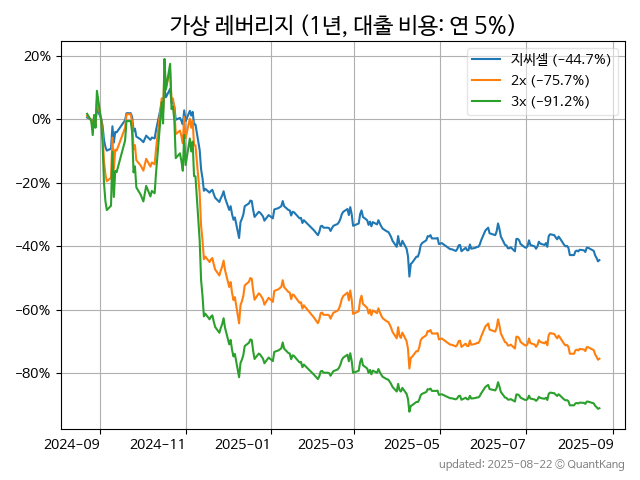 가상 레버리지 (1년, 대출 비용: 연 5%)
지씨셀 (-44.7%)
2x (-75.7%)
3x (-91.2%)
20%
0%
-20%
-40%
-60%
-80%
2024-09 2024-11 2025-01 2025-03 2025-05 2025-07 2025-09
updated: 2025-08-22 © QuantKang